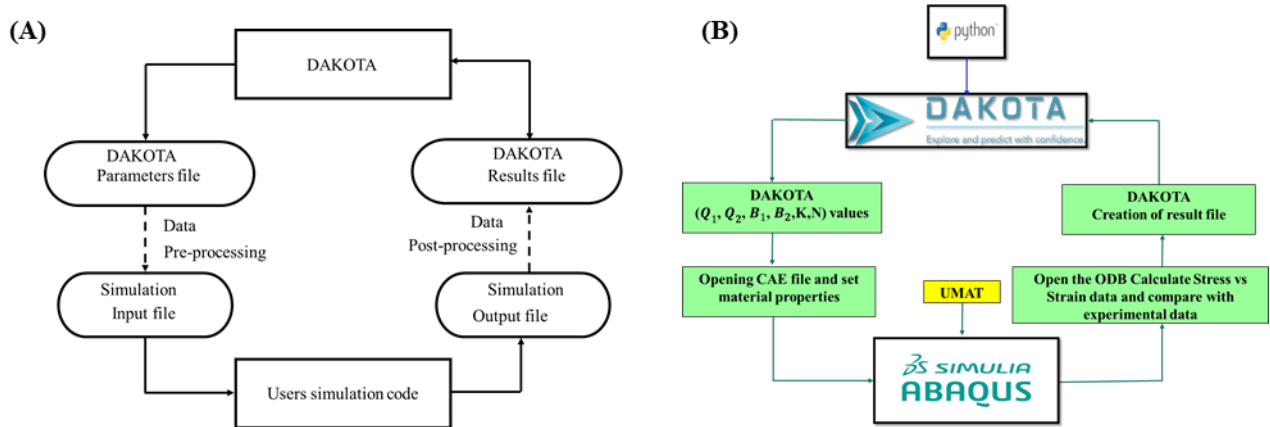 (A)
DAKOTA
DAKOTA
Parameters file
DAKOTA
Results file
Data
Pre-processing
Data
Post-processing
Simulation
Input file
Simulation
Output file
Users simulation code
(B)
python™
DAKOTA
Explore and predict with confidence.
DAKOTA
(Q₁, Q₂, B₁, B₂,K,N) values
DAKOTA
Creation of result file
Opening CAE file and set
material properties
UMAT
Open the ODB Calculate Stress vs
Strain data and compare with
experimental data
SIMULIA
ABAQUS